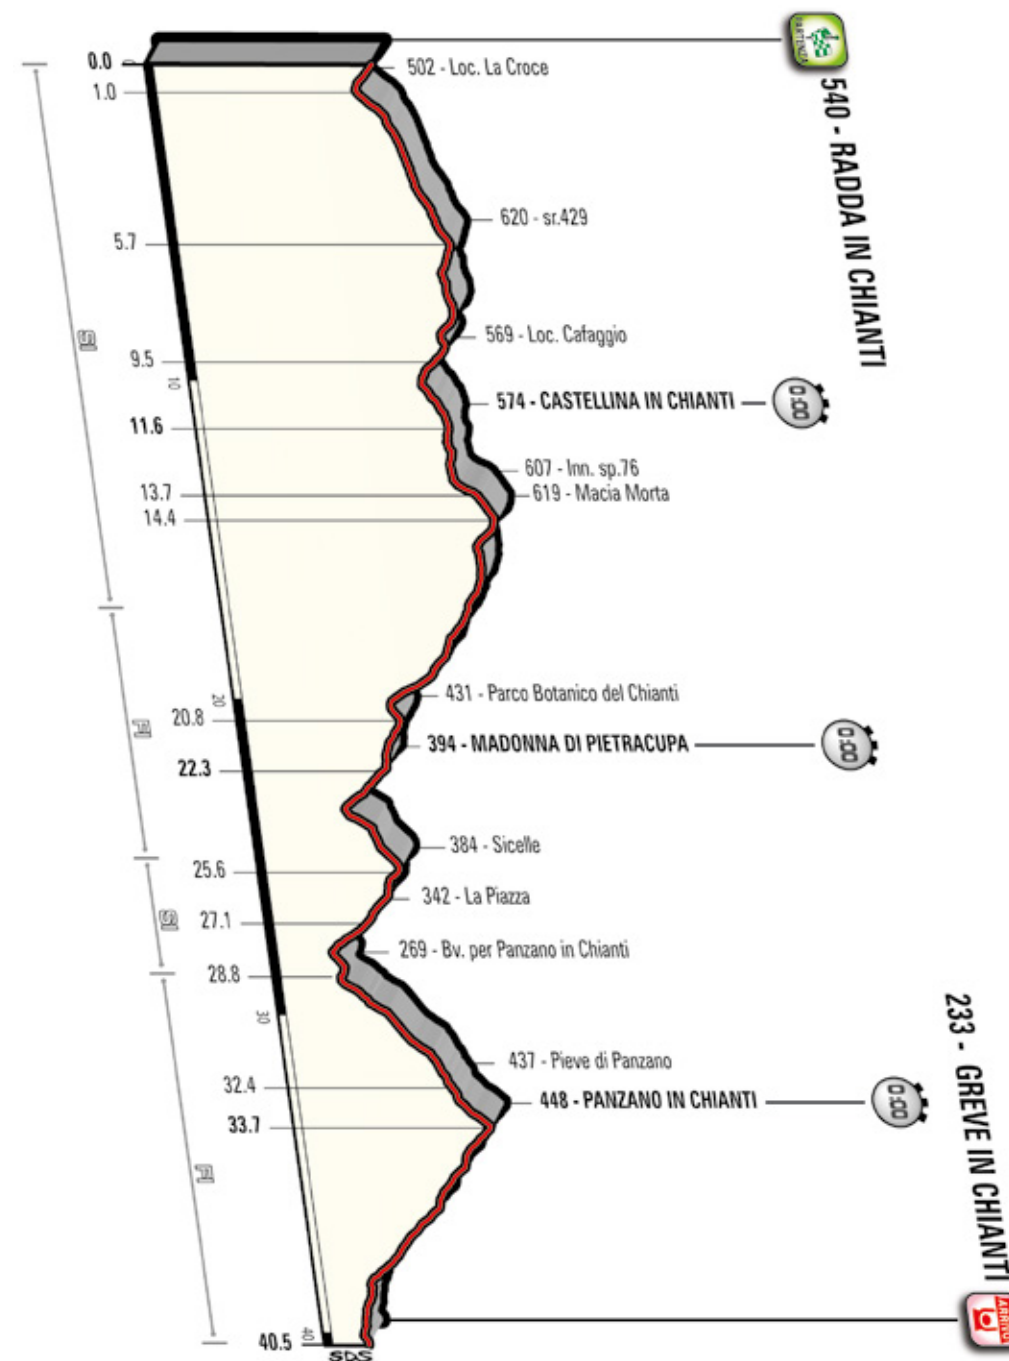 PARTENZA
540 - RADDA IN CHIANTI
0.0
0
502 - Loc. La Croce
1.0
620 - sr.429
5.7
SI
569 - Loc. Cafaggio
9.5
10
574 - CASTELLINA IN CHIANTI
0:00
11.6
607 - Inn. sp.76
13.7
619 - Macia Morta
14.4
431 - Parco Botanico del Chianti
20
20.8
FI
394 - MADONNA DI PIETRACUPA
0:00
22.3
384 - Sicelle
25.6
342 - La Piazza
SI
27.1
269 - Bv. per Panzano in Chianti
28.8
30
437 - Pieve di Panzano
32.4
448 - PANZANO IN CHIANTI
0:00
33.7
FI
233 - GREVE IN CHIANTI
ARRIVO
40
40.5
SDS